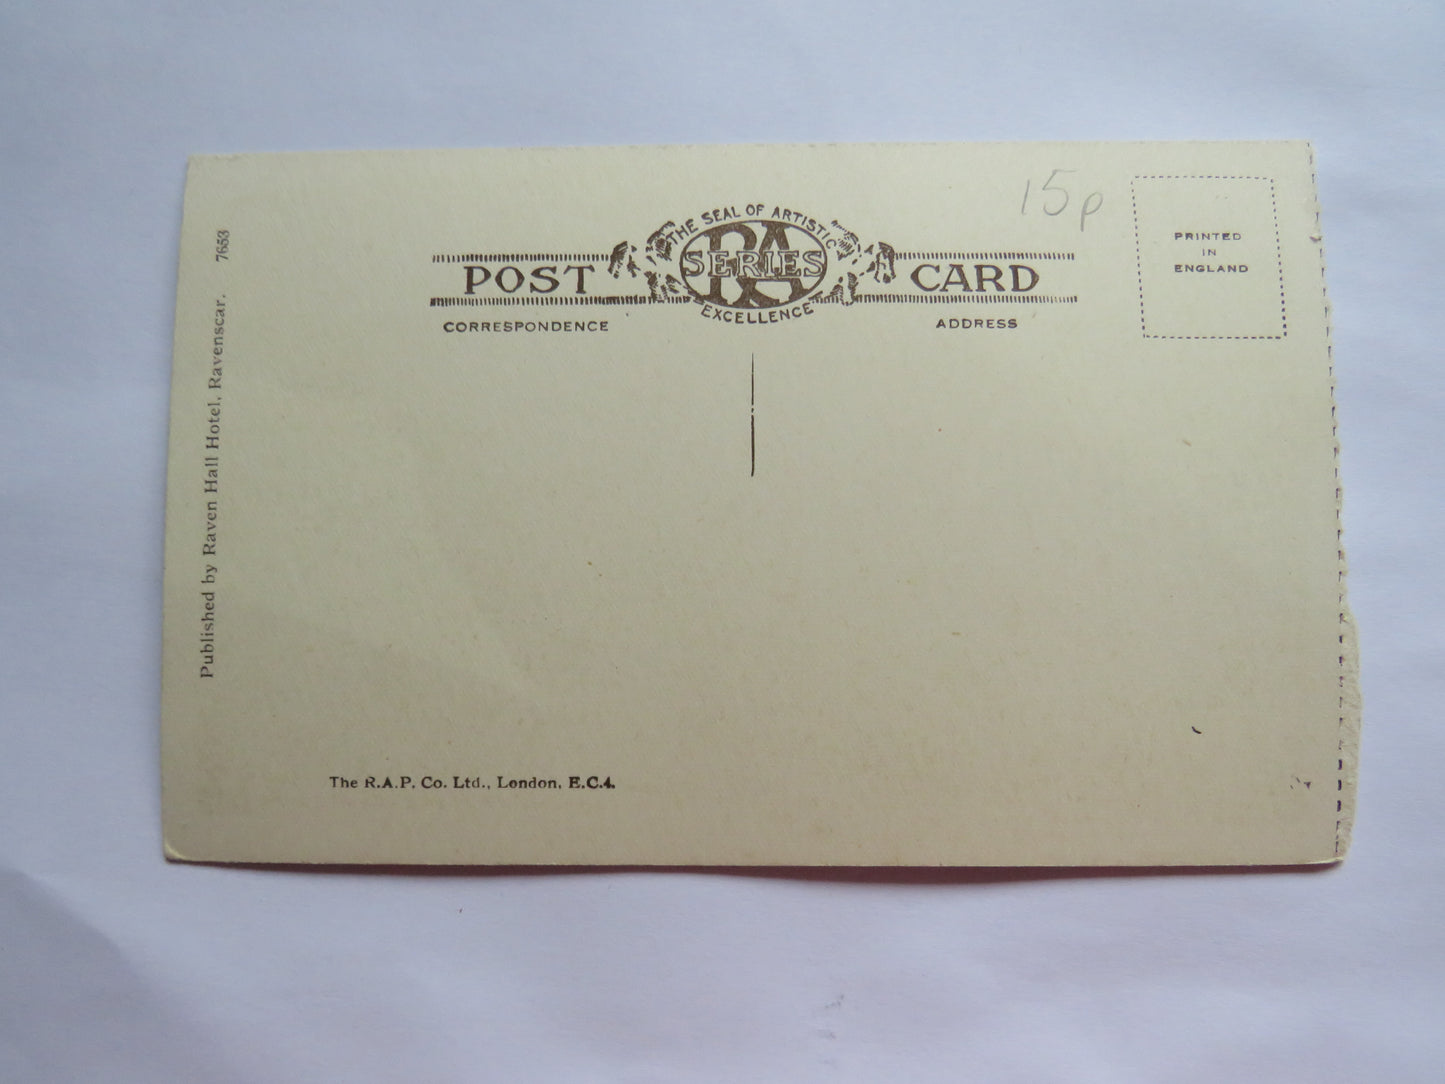 15p
THE SEAL OF ARTISTIC
RA
SERIES
EXCELLENCE
POST CARD
CORRESPONDENCE
ADDRESS
PRINTED
IN
ENGLAND
Published by Raven Hall Hotel, Ravenscar. 7653
The R.A.P. Co. Ltd., London, E.C.4.